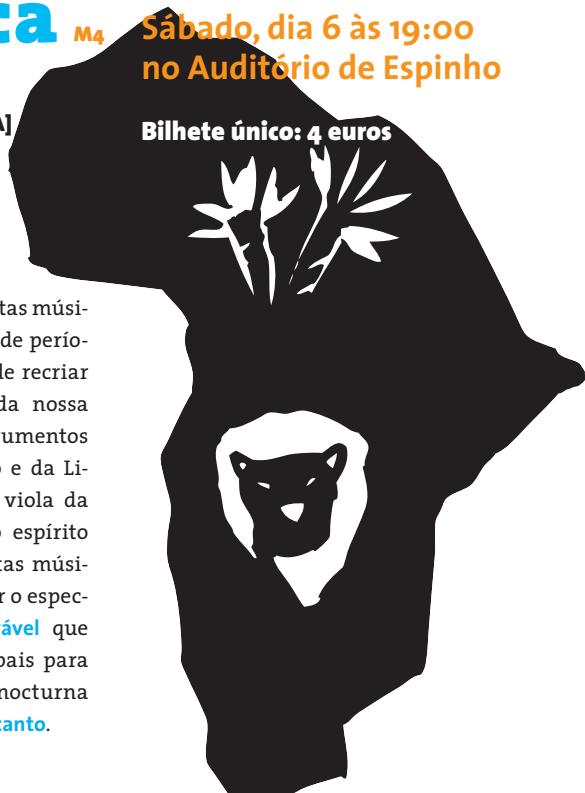 ca M4
Sábado, dia 6 às 19:00
no Auditório de Espinho
A]
Bilhete único: 4 euros
tas músi-
de perío-
le recriar
da nossa
rumentos
o e da Li-
viola da
o espírito
tas músi-
r o espec-
ável que
pais para
nocturna
canto.